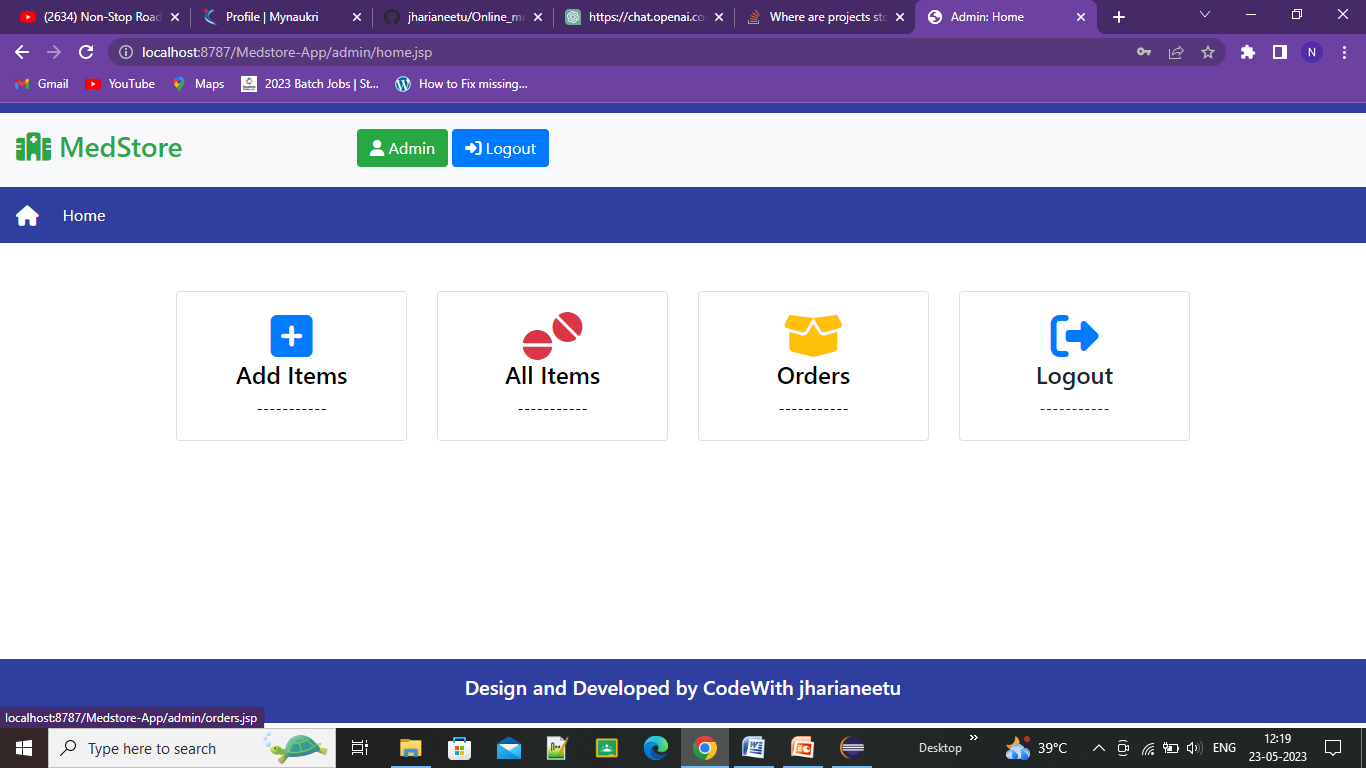 (2634) Non-Stop Road
Profile | Mynaukri
jharianeetu/Online_me
https://chat.openai.co
Where are projects sto
Admin: Home
localhost:8787/Medstore-App/admin/home.jsp
N
Gmail
YouTube
Maps
2023 Batch Jobs | St...
How to Fix missing...
MedStore
Admin
Logout
Home
Add Items
-----------
All Items
-----------
Orders
-----------
Logout
-----------
Design and Developed by CodeWith jharianeetu
localhost:8787/Medstore-App/admin/orders.jsp
Type here to search
Desktop
39°C
ENG
12:19
23-05-2023